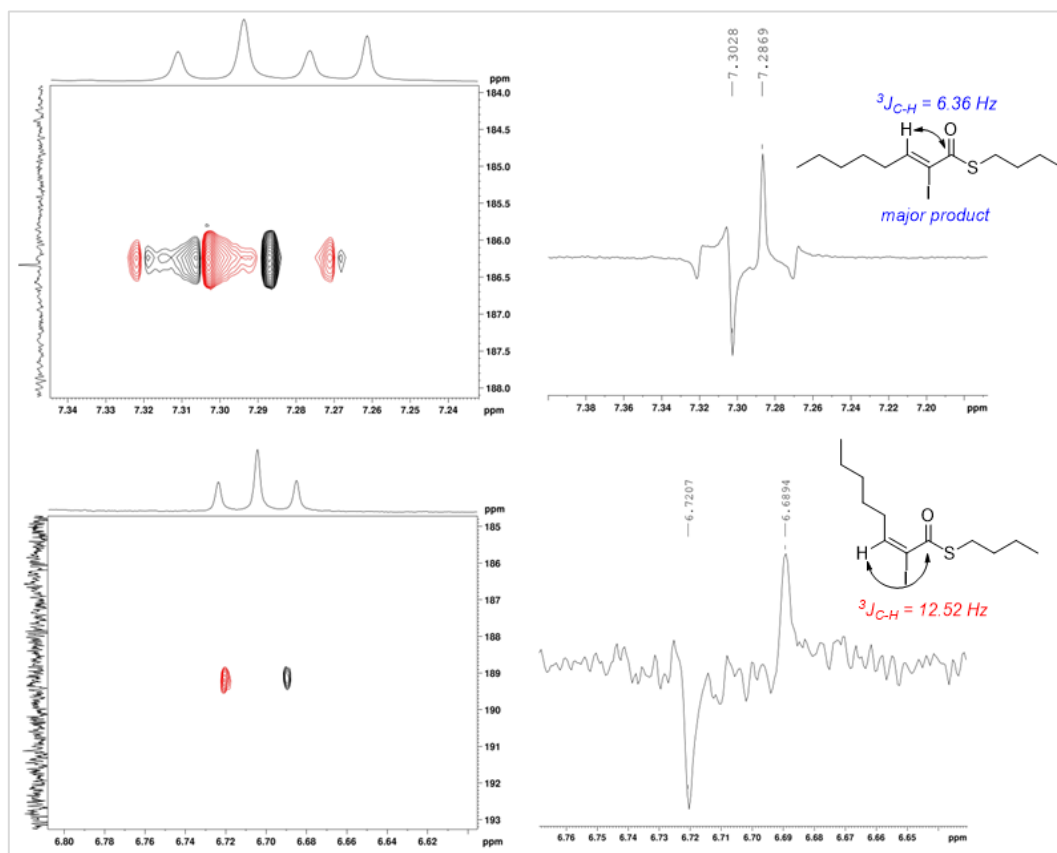 ppm
184.0
184.5
185.0
185.5
186.0
186.5
187.0
187.5
188.0
7.34 7.33 7.32 7.31 7.30 7.29 7.28 7.27 7.26 7.25 7.24 ppm
—7.3028
—7.2869
³J_C-H = 6.36 Hz
H
O
S
I
major product
7.38 7.36 7.34 7.32 7.30 7.28 7.26 7.24 7.22 7.20 ppm
ppm
185
186
187
188
189
190
191
192
193
6.80 6.78 6.76 6.74 6.72 6.70 6.68 6.66 6.64 6.62 ppm
—6.7207
—6.6894
O
H
S
I
³J_C-H = 12.52 Hz
6.76 6.75 6.74 6.73 6.72 6.71 6.70 6.69 6.68 6.67 6.66 6.65 ppm